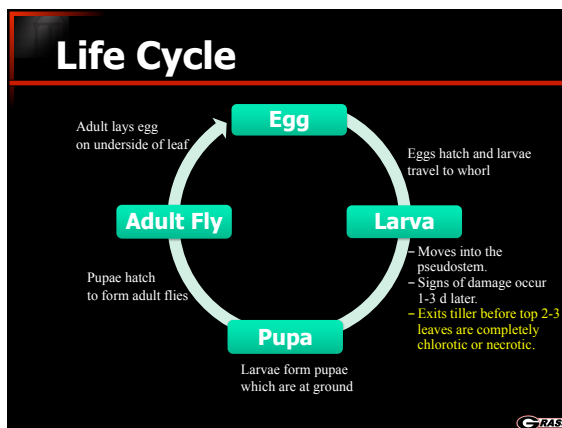 Life Cycle
Egg
Adult lays egg
on underside of leaf
Eggs hatch and larvae
travel to whorl
Adult Fly
Larva
– Moves into the
pseudostem.
– Signs of damage occur
1-3 d later.
– Exits tiller before top 2-3
leaves are completely
chlorotic or necrotic.
Pupae hatch
to form adult flies
Pupa
Larvae form pupae
which are at ground
GRASS